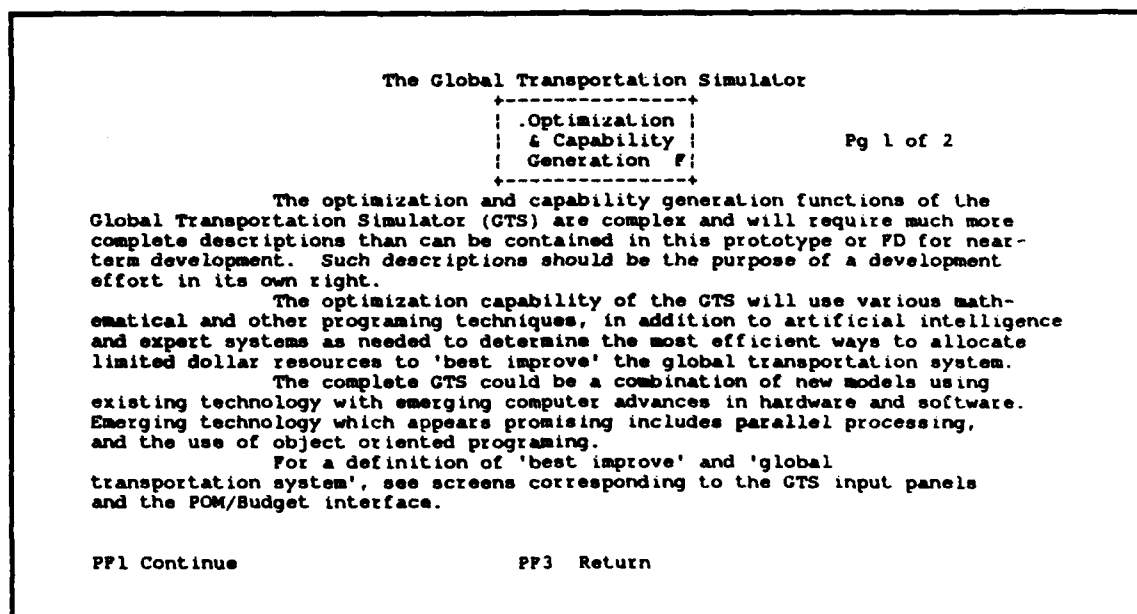 The Global Transportation Simulator
+----------------+
| .Optimization |
| & Capability | Pg 1 of 2
| Generation F|
+----------------+
The optimization and capability generation functions of the
Global Transportation Simulator (GTS) are complex and will require much more
complete descriptions than can be contained in this prototype or FD for near-
term development. Such descriptions should be the purpose of a development
effort in its own right.
The optimization capability of the GTS will use various math-
ematical and other programing techniques, in addition to artificial intelligence
and expert systems as needed to determine the most efficient ways to allocate
limited dollar resources to 'best improve' the global transportation system.
The complete GTS could be a combination of new models using
existing technology with emerging computer advances in hardware and software.
Emerging technology which appears promising includes parallel processing,
and the use of object oriented programing.
For a definition of 'best improve' and 'global
transportation system', see screens corresponding to the GTS input panels
and the POM/Budget interface.
PF1 Continue PF3 Return